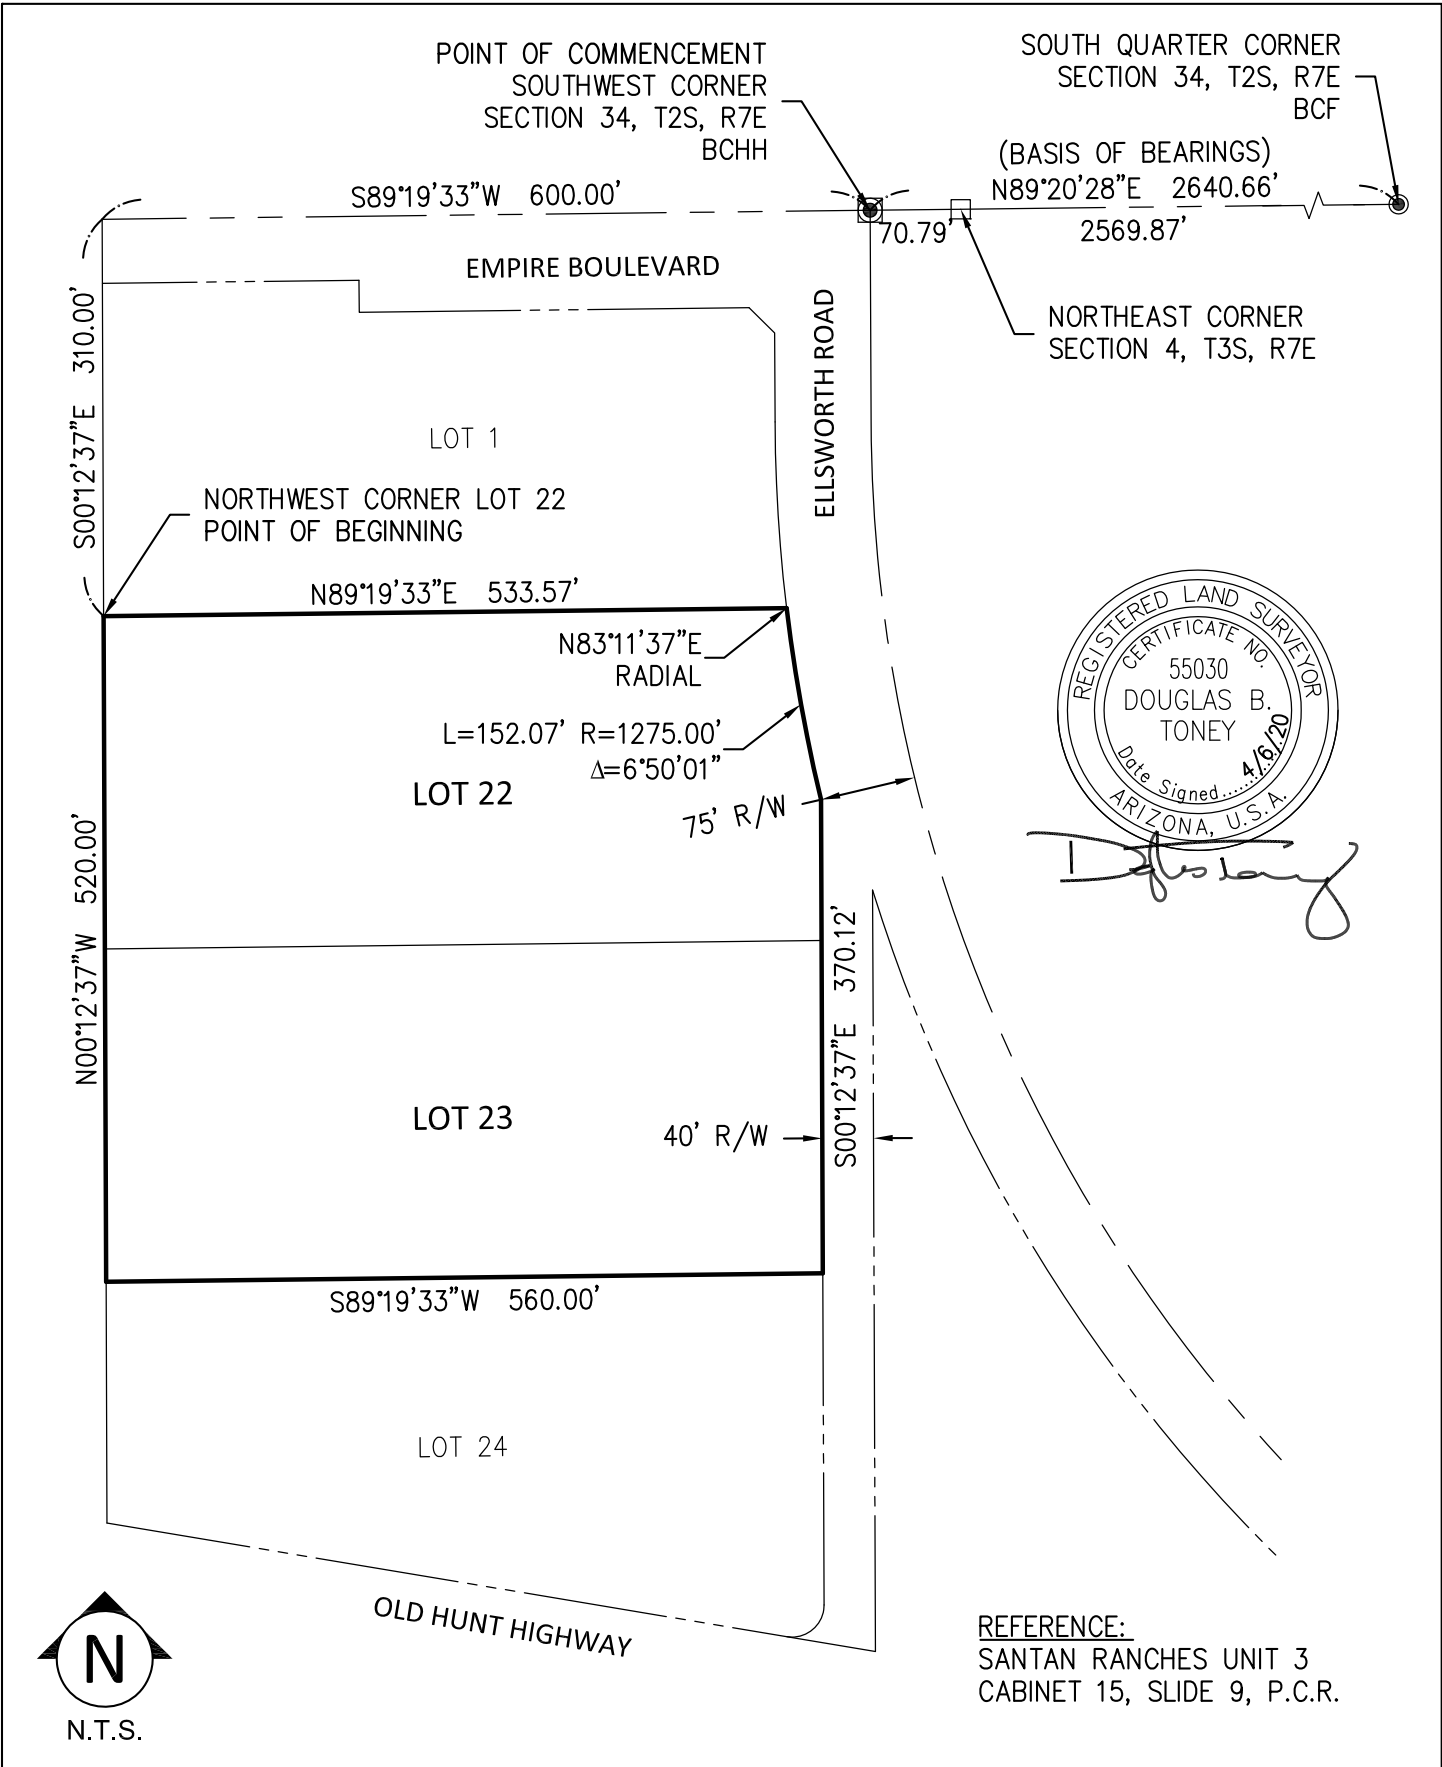 POINT OF COMMENCEMENT
SOUTHWEST CORNER
SECTION 34, T2S, R7E
BCHH
SOUTH QUARTER CORNER
SECTION 34, T2S, R7E
BCF
(BASIS OF BEARINGS)
N89°20'28"E 2640.66'
S89°19'33"W 600.00'
70.79'
2569.87'
EMPIRE BOULEVARD
NORTHEAST CORNER
SECTION 4, T3S, R7E
S00°12'37"E 310.00'
ELLSWORTH ROAD
LOT 1
NORTHWEST CORNER LOT 22
POINT OF BEGINNING
N89°19'33"E 533.57'
N83°11'37"E
RADIAL
L=152.07' R=1275.00'
Δ=6°50'01"
LOT 22
75' R/W
REGISTERED LAND SURVEYOR
CERTIFICATE NO.
55030
DOUGLAS B.
TONEY
Date Signed........
4/6/20
ARIZONA, U.S.A.
N00°12'37"W 520.00'
S00°12'37"E 370.12'
LOT 23
40' R/W
S89°19'33"W 560.00'
LOT 24
OLD HUNT HIGHWAY
N
N.T.S.
REFERENCE:
SANTAN RANCHES UNIT 3
CABINET 15, SLIDE 9, P.C.R.